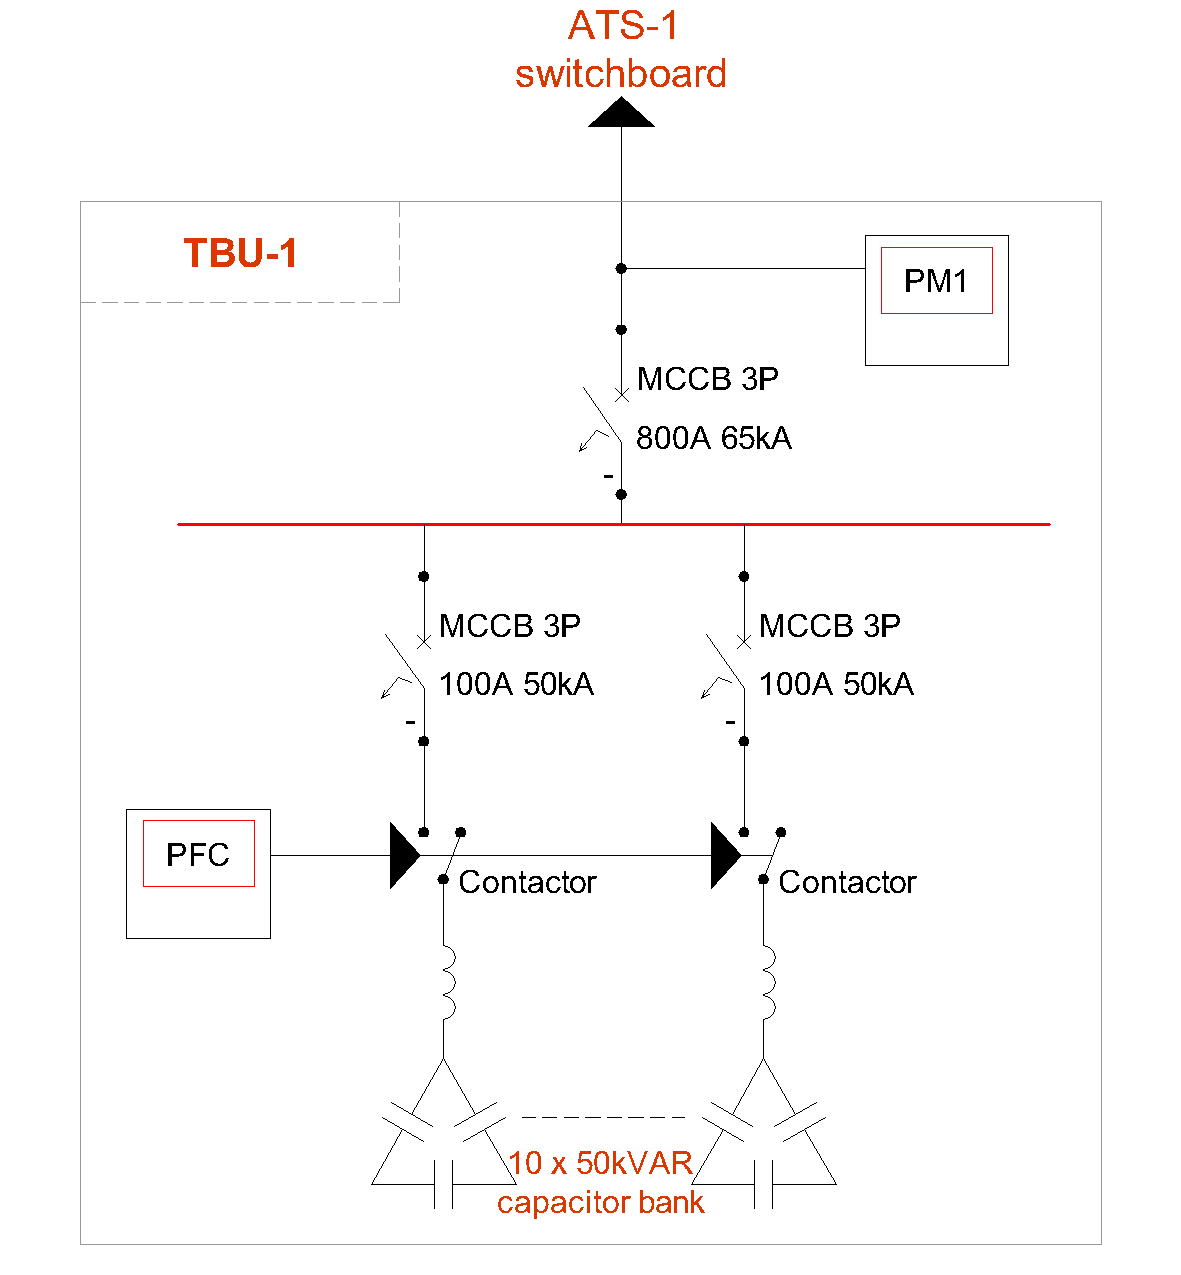 ATS-1
switchboard
TBU-1
PM1
MCCB 3P
800A 65kA
-
MCCB 3P
100A 50kA
-
MCCB 3P
100A 50kA
-
PFC
Contactor
Contactor
10 x 50kVAR
capacitor bank